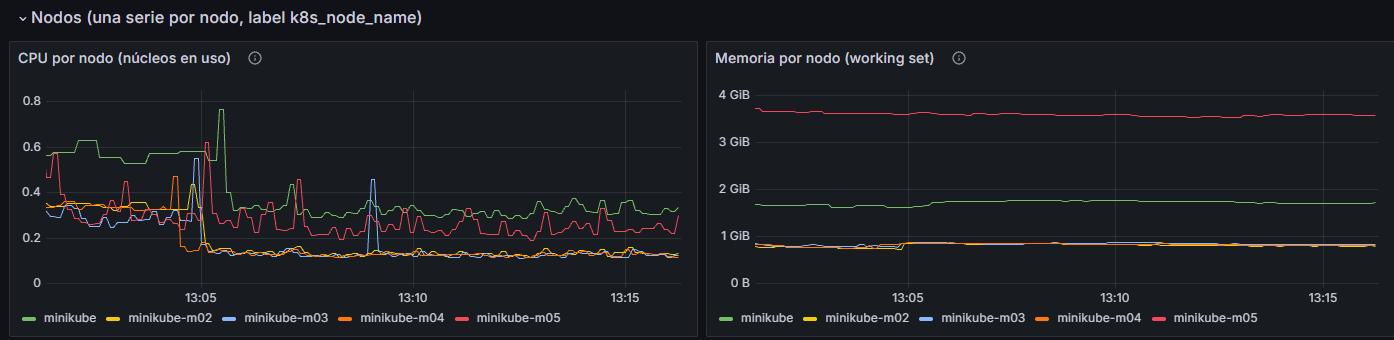 Nodos (una serie por nodo, label k8s_node_name)
CPU por nodo (núcleos en uso)
0.8
0.6
0.4
0.2
0
13:05 13:10 13:15
minikube minikube-m02 minikube-m03 minikube-m04 minikube-m05
Memoria por nodo (working set)
4 GiB
3 GiB
2 GiB
1 GiB
0 B
13:05 13:10 13:15
minikube minikube-m02 minikube-m03 minikube-m04 minikube-m05